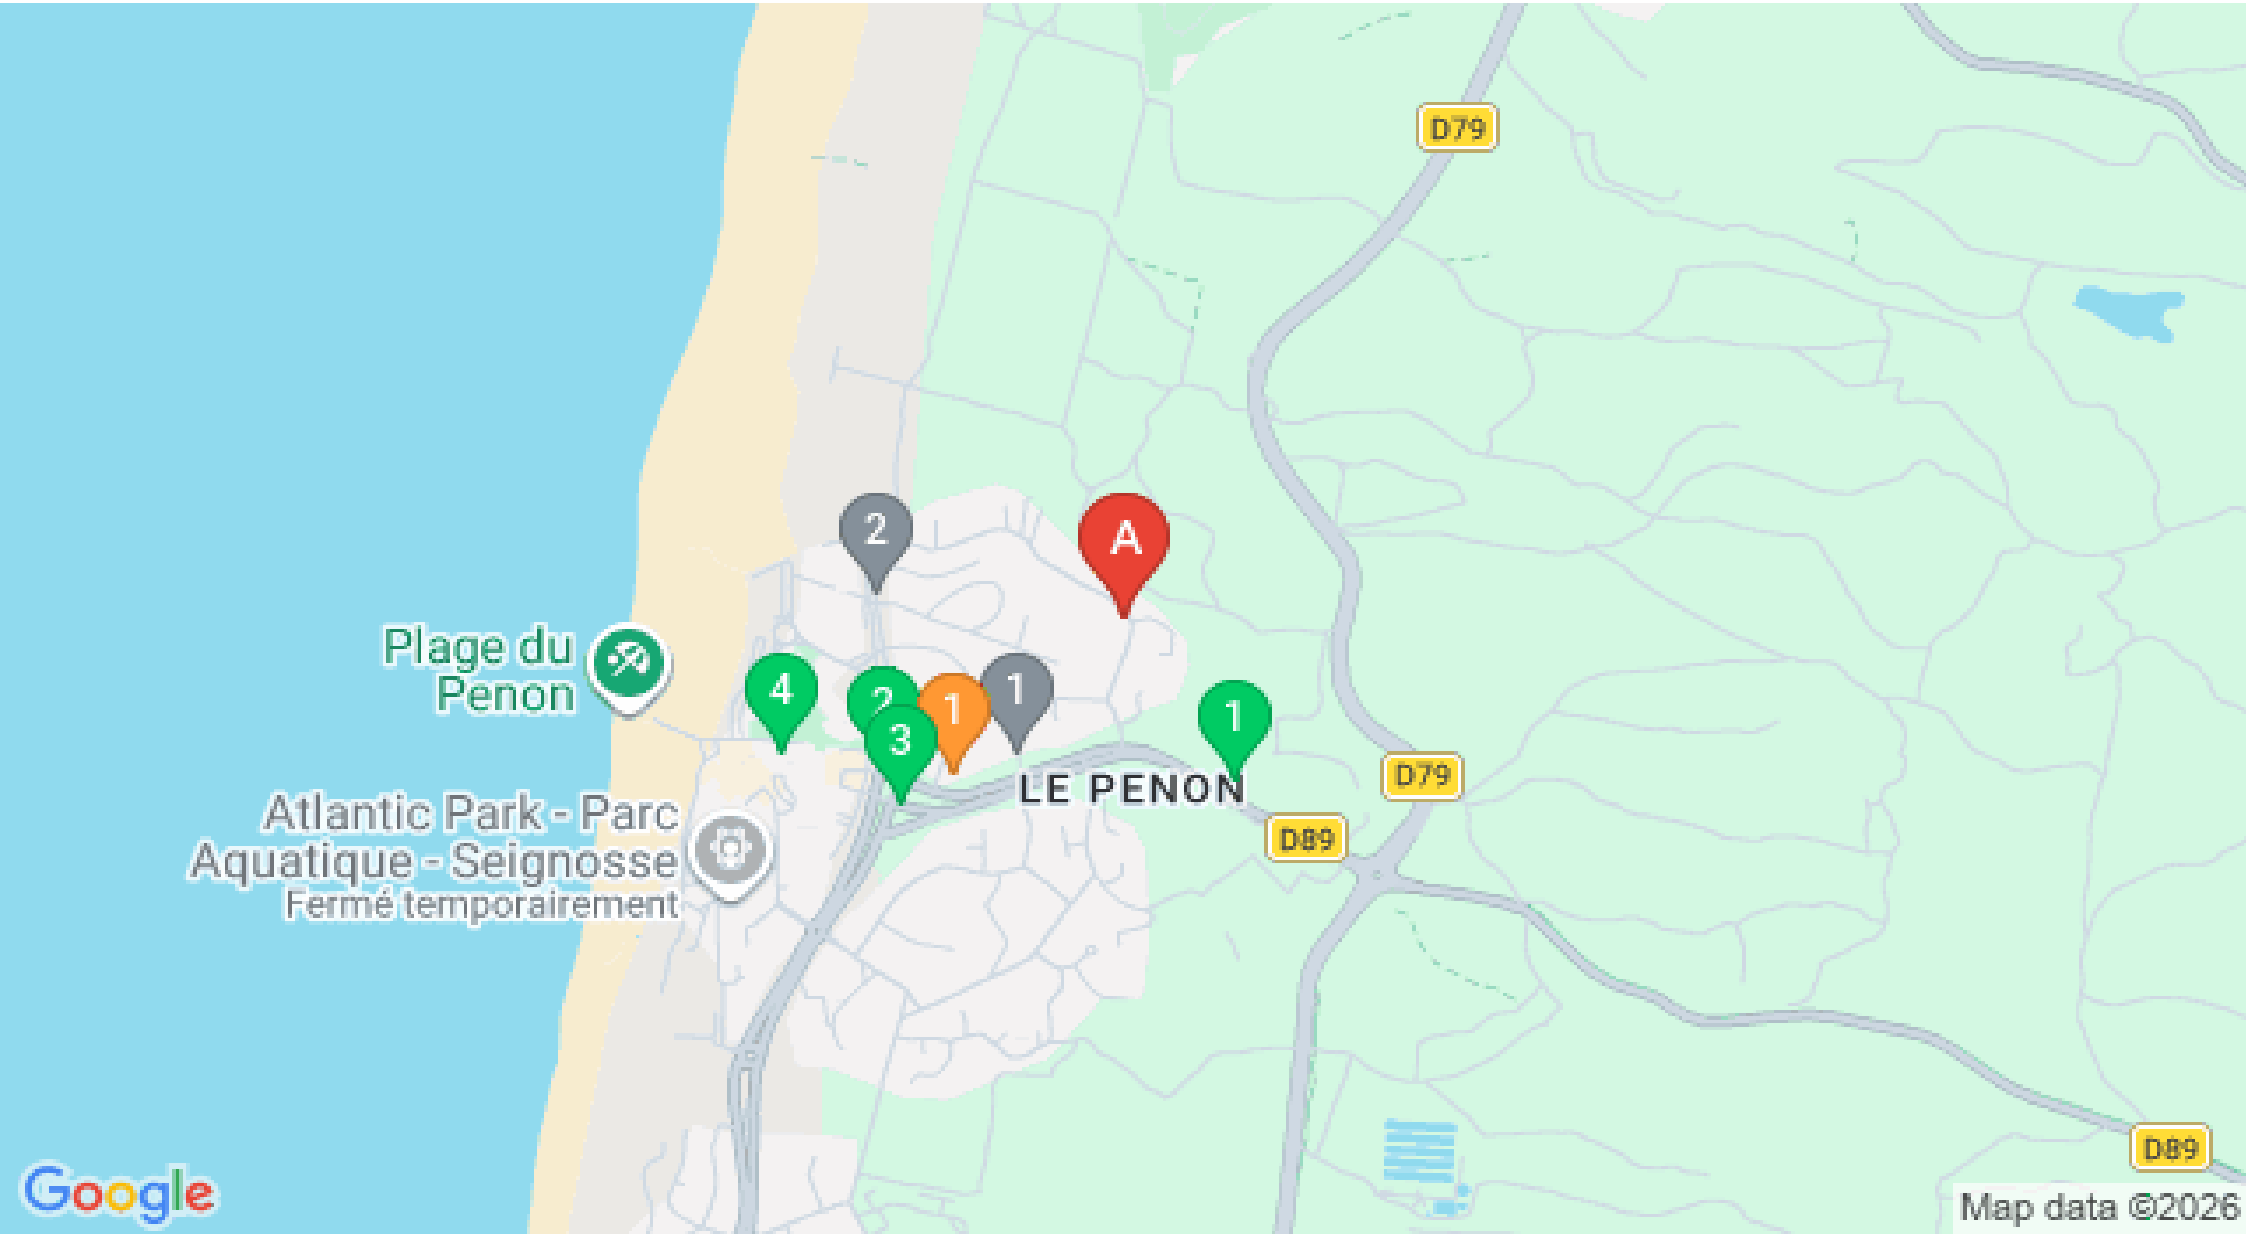 D79
2
A
Plage du
Penon
4
2
1
1
1
3
D79
LE PENON
Atlantic Park - Parc
Aquatique - Seignosse
Fermé temporairement
D89
D89
Google
Map data ©2026